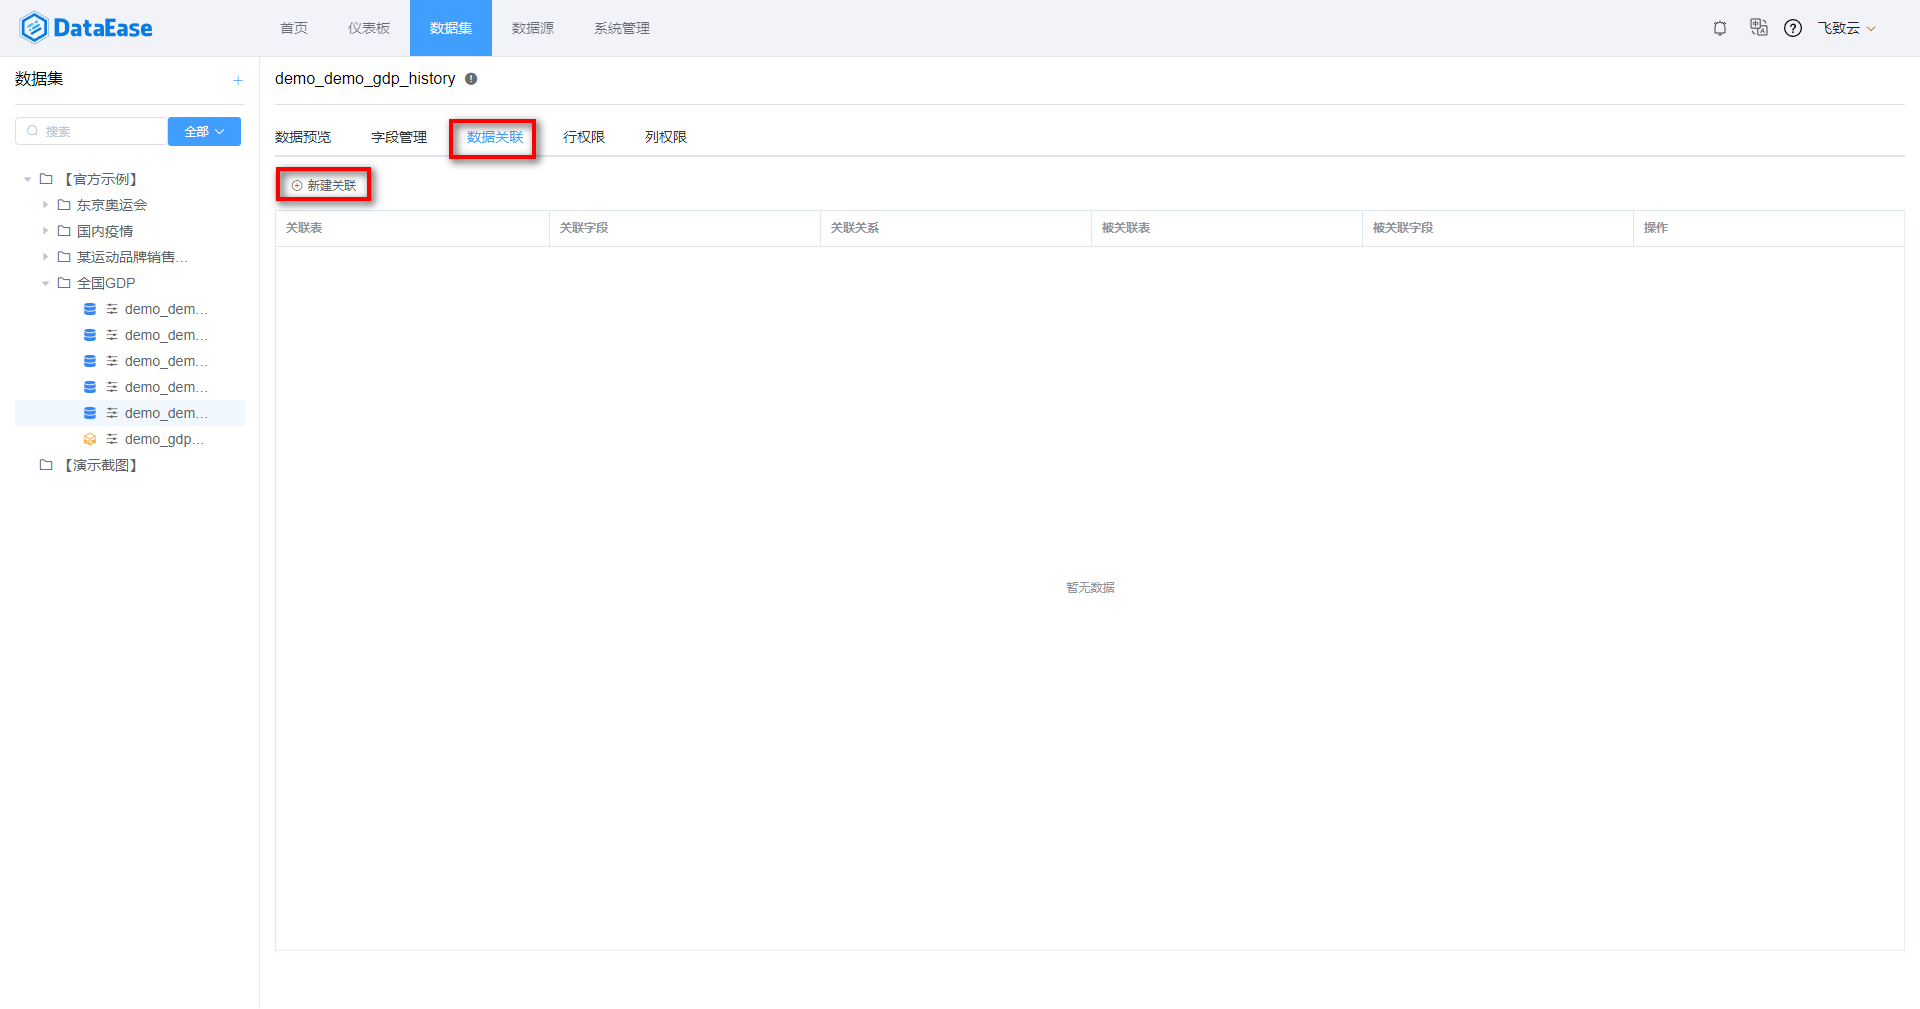 DataEase
首页 仪表板 数据集 数据源 系统管理 飞致云
数据集
搜索 全部
【官方示例】
东京奥运会
国内疫情
某运动品牌销售...
全国GDP
demo_dem...
demo_dem...
demo_dem...
demo_dem...
demo_dem...
demo_gdp...
【演示截图】
demo_demo_gdp_history
数据预览 字段管理 数据关联 行权限 列权限
新建关联
关联表 关联字段 关联关系 被关联表 被关联字段 操作
暂无数据